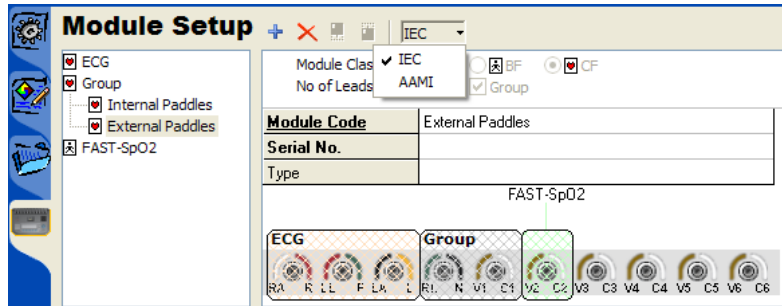 Module Setup
IEC
IEC
AAMI
ECG
Group
Internal Paddles
External Paddles
FAST-SpO2
Module Clas
BF
CF
No of Leads
Group
Module Code External Paddles
Serial No.
Type
FAST-SpO2
ECG Group
RA R LL F LA L RL N V1 C1 V2 C2 V3 C3 V4 C4 V5 C5 V6 C6